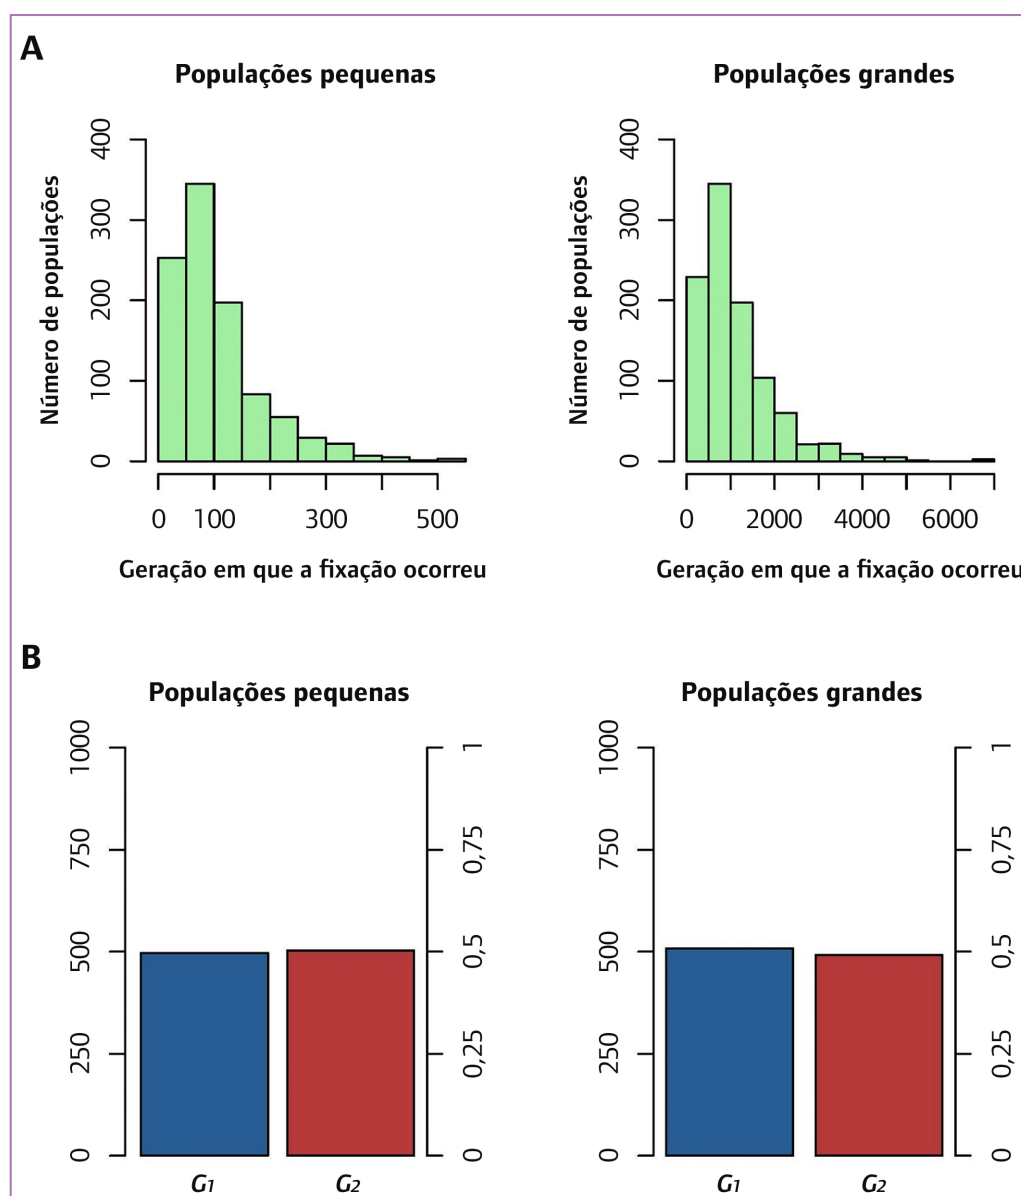 A
Populações pequenas
Populações grandes
Número de populações
400
300
200
100
0
0 100 300 500
Geração em que a fixação ocorreu
Número de populações
400
300
200
100
0
0 2000 4000 6000
Geração em que a fixação ocorreu
B
Populações pequenas
Populações grandes
1000
750
500
250
0
1
0,75
0,5
0,25
0
G1 G2
1000
750
500
250
0
1
0,75
0,5
0,25
0
G1 G2